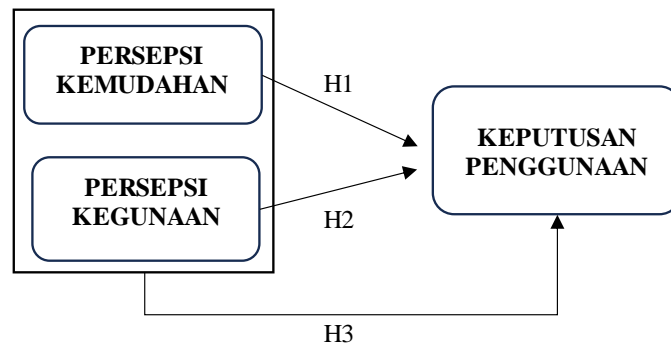 PERSEPSI
KEMUDAHAN
H1
KEPUTUSAN
PENGGUNAAN
PERSEPSI
KEGUNAAN
H2
H3